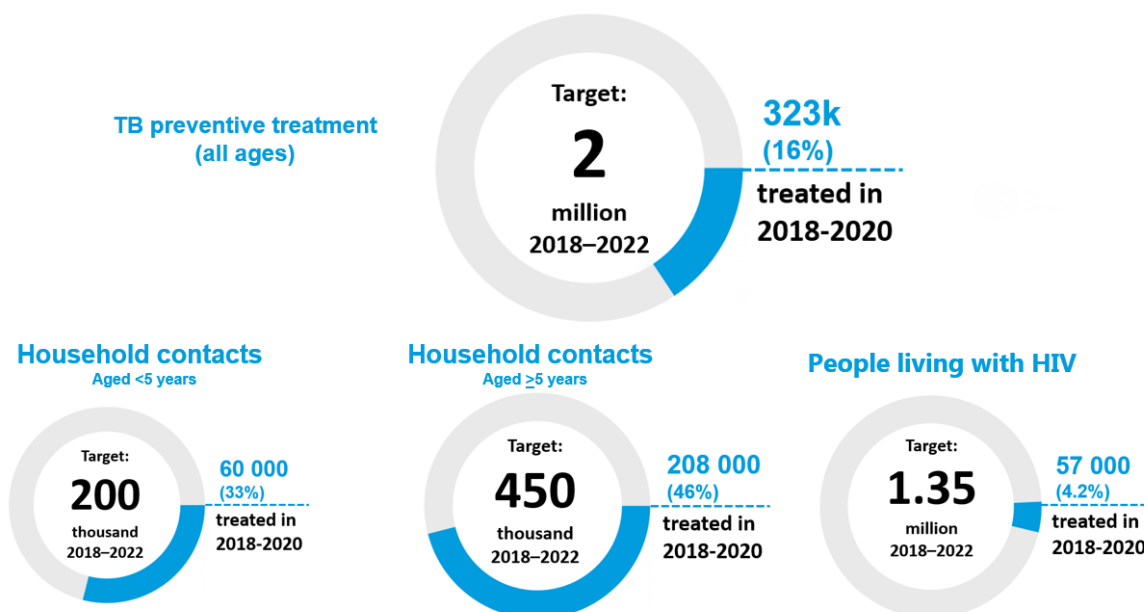 TB preventive treatment
(all ages)
Target:
2
million
2018–2022
323k
(16%)
treated in
2018-2020
Household contacts
Aged <5 years
Target:
200
thousand
2018–2022
60 000
(33%)
treated in
2018-2020
Household contacts
Aged ≥5 years
Target:
450
thousand
2018–2022
208 000
(46%)
treated in
2018-2020
People living with HIV
Target:
1.35
million
2018–2022
57 000
(4.2%)
treated in
2018-2020